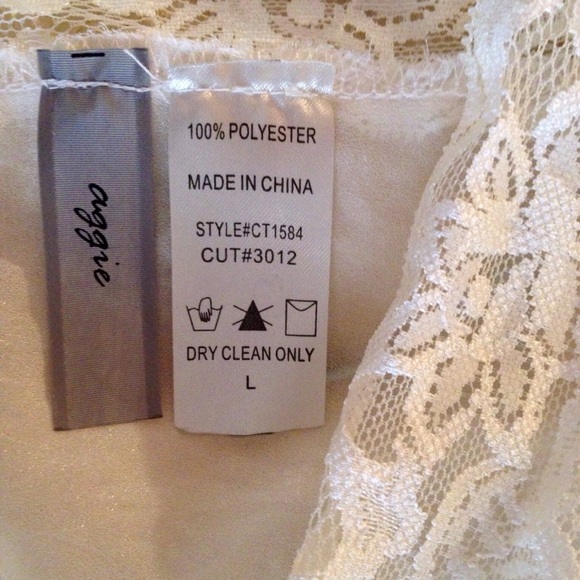 aggie
100% POLYESTER
MADE IN CHINA
STYLE#CT1584
CUT#3012
DRY CLEAN ONLY
L